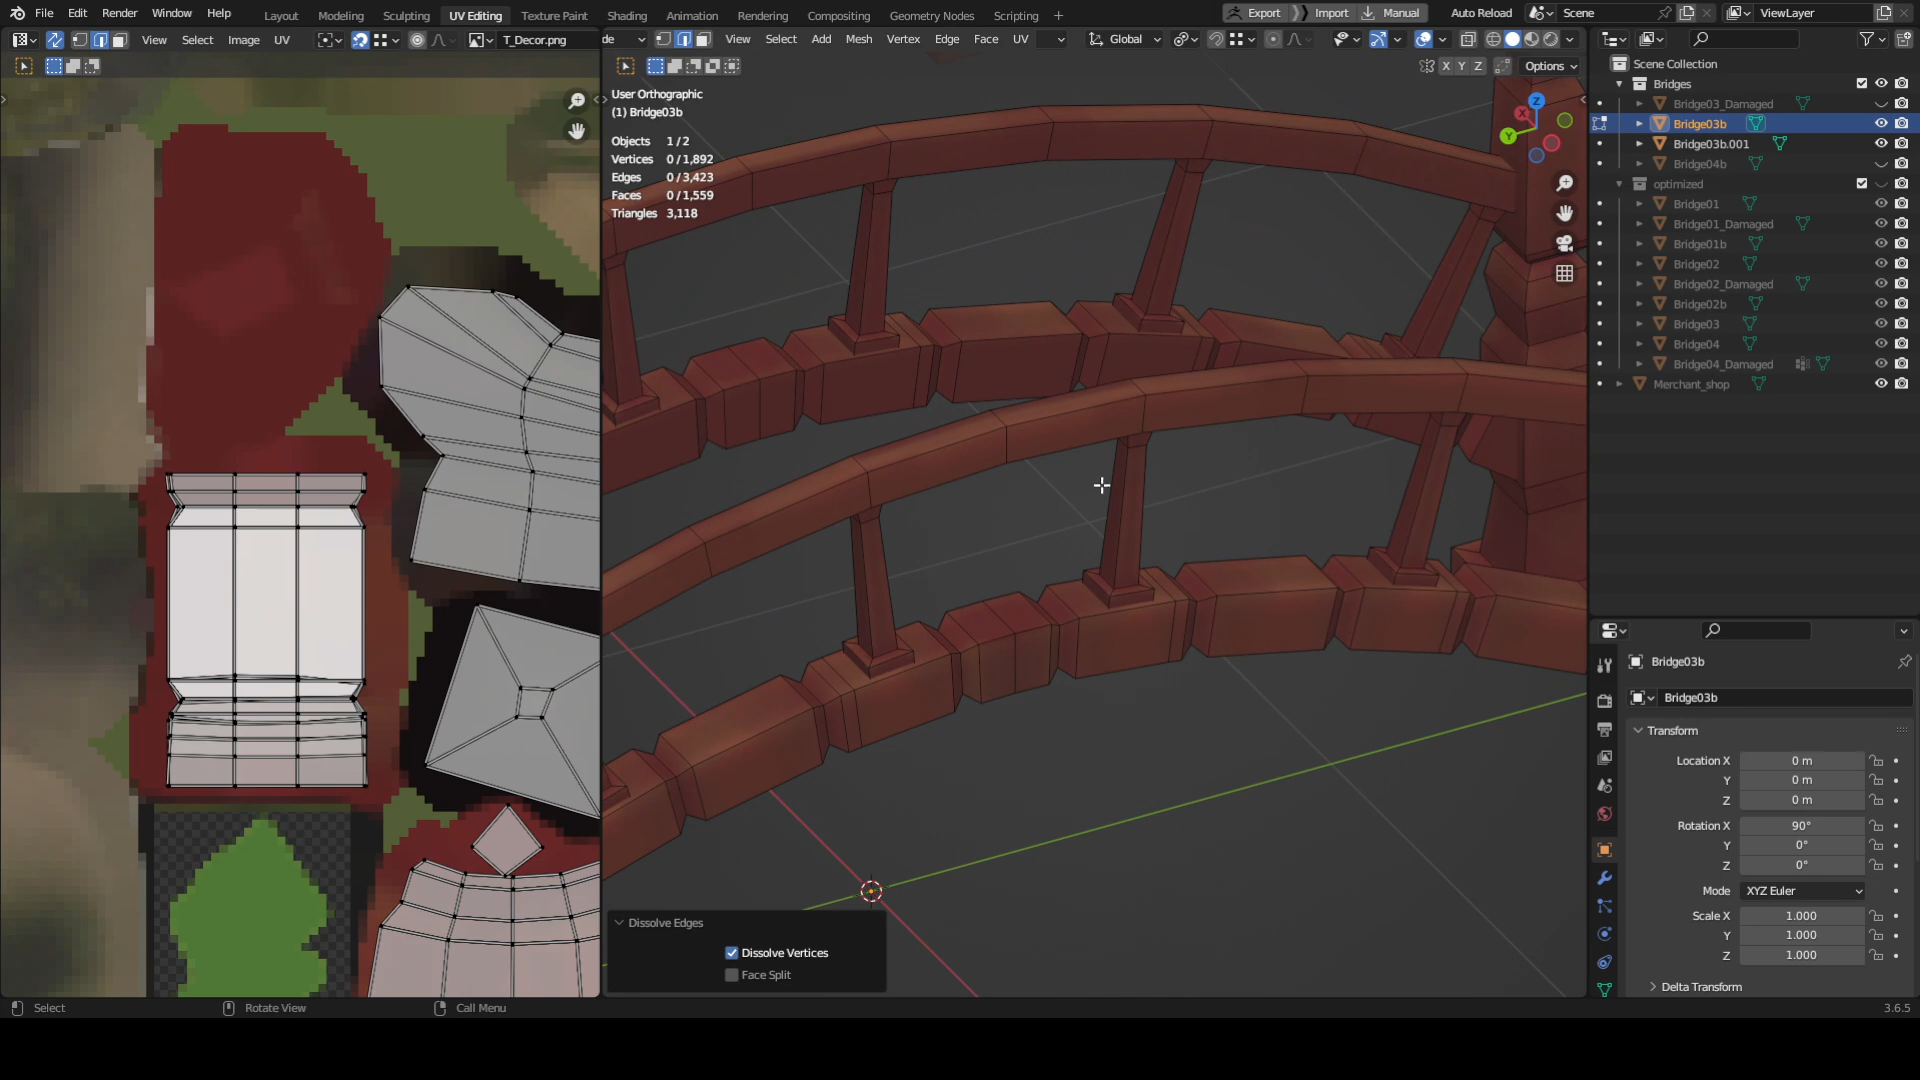 File Edit Render Window Help Layout Modeling Sculpting UV Editing Texture Paint Shading Animation Rendering Compositing Geometry Nodes Scripting + Export Import Manual Auto Reload Scene ViewLayer
View Select Image UV T_Decor.png de View Select Add Mesh Vertex Edge Face UV Global
X Y Z Options
User Orthographic
(1) Bridge03b
Objects 1/2
Vertices 0/1,892
Edges 0/3,423
Faces 0/1,559
Triangles 3,118
Z
X
Y
Scene Collection
Bridges
Bridge03_Damaged
Bridge03b
Bridge03b.001
Bridge04b
optimized
Bridge01
Bridge01_Damaged
Bridge01b
Bridge02
Bridge02_Damaged
Bridge02b
Bridge03
Bridge04
Bridge04_Damaged
Merchant_shop
Bridge03b
Bridge03b
Transform
Location X 0 m
Y 0 m
Z 0 m
Rotation X 90°
Y 0°
Z 0°
Mode XYZ Euler
Scale X 1.000
Y 1.000
Z 1.000
Delta Transform
Dissolve Edges
Dissolve Vertices
Face Split
Select Rotate View Call Menu 3.6.5